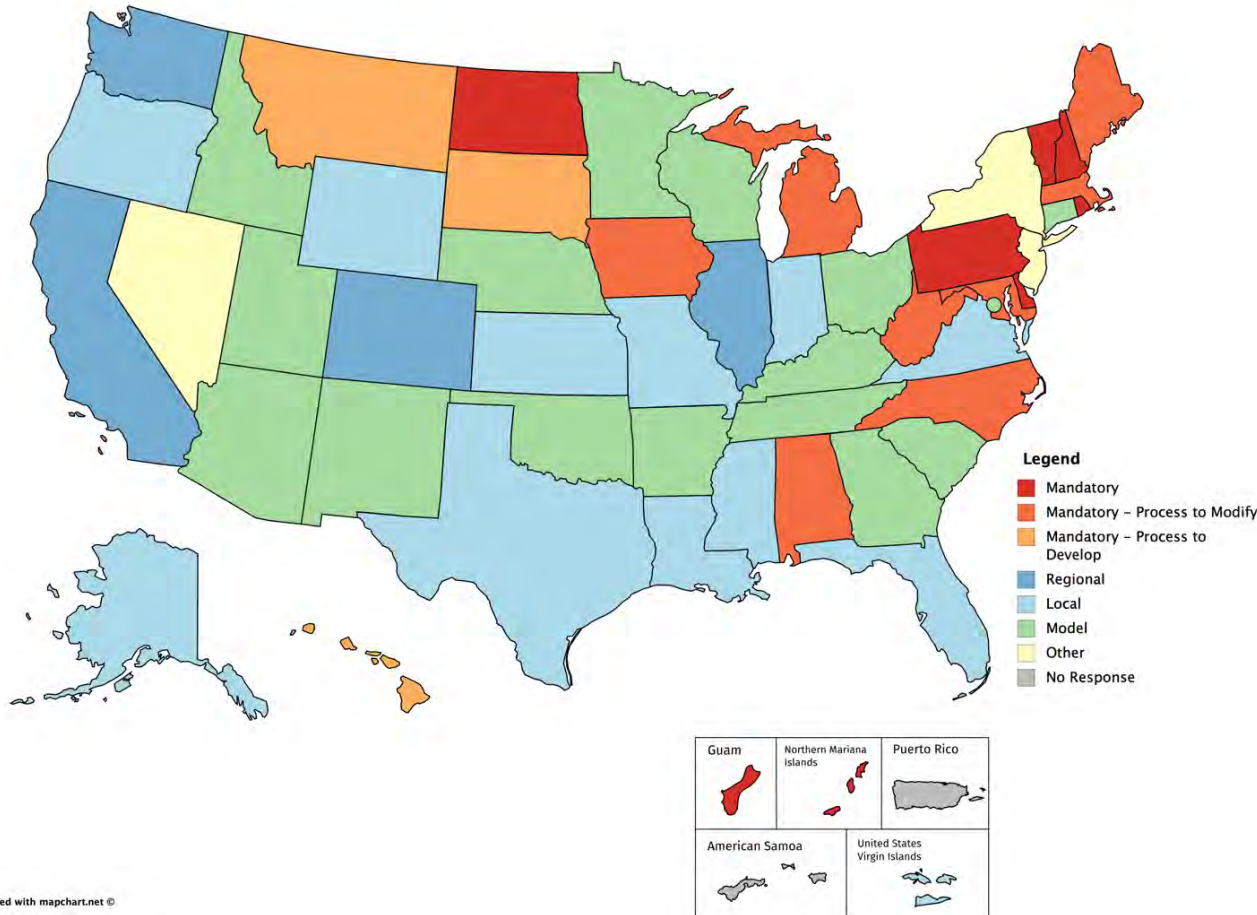 Legend
Mandatory
Mandatory – Process to Modify
Mandatory – Process to
Develop
Regional
Local
Model
Other
No Response
Guam
Northern Mariana
Islands
Puerto Rico
American Samoa
United States
Virgin Islands
ed with mapchart.net ©